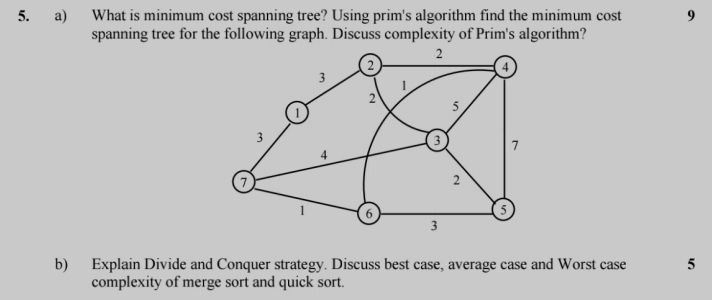 5. a) What is minimum cost spanning tree? Using prim's algorithm find the minimum cost 9
spanning tree for the following graph. Discuss complexity of Prim's algorithm?
2
2 4
3 1
2 5
1
3 3 7
4
7 2
1 6 5
3
b) Explain Divide and Conquer strategy. Discuss best case, average case and Worst case 5
complexity of merge sort and quick sort.